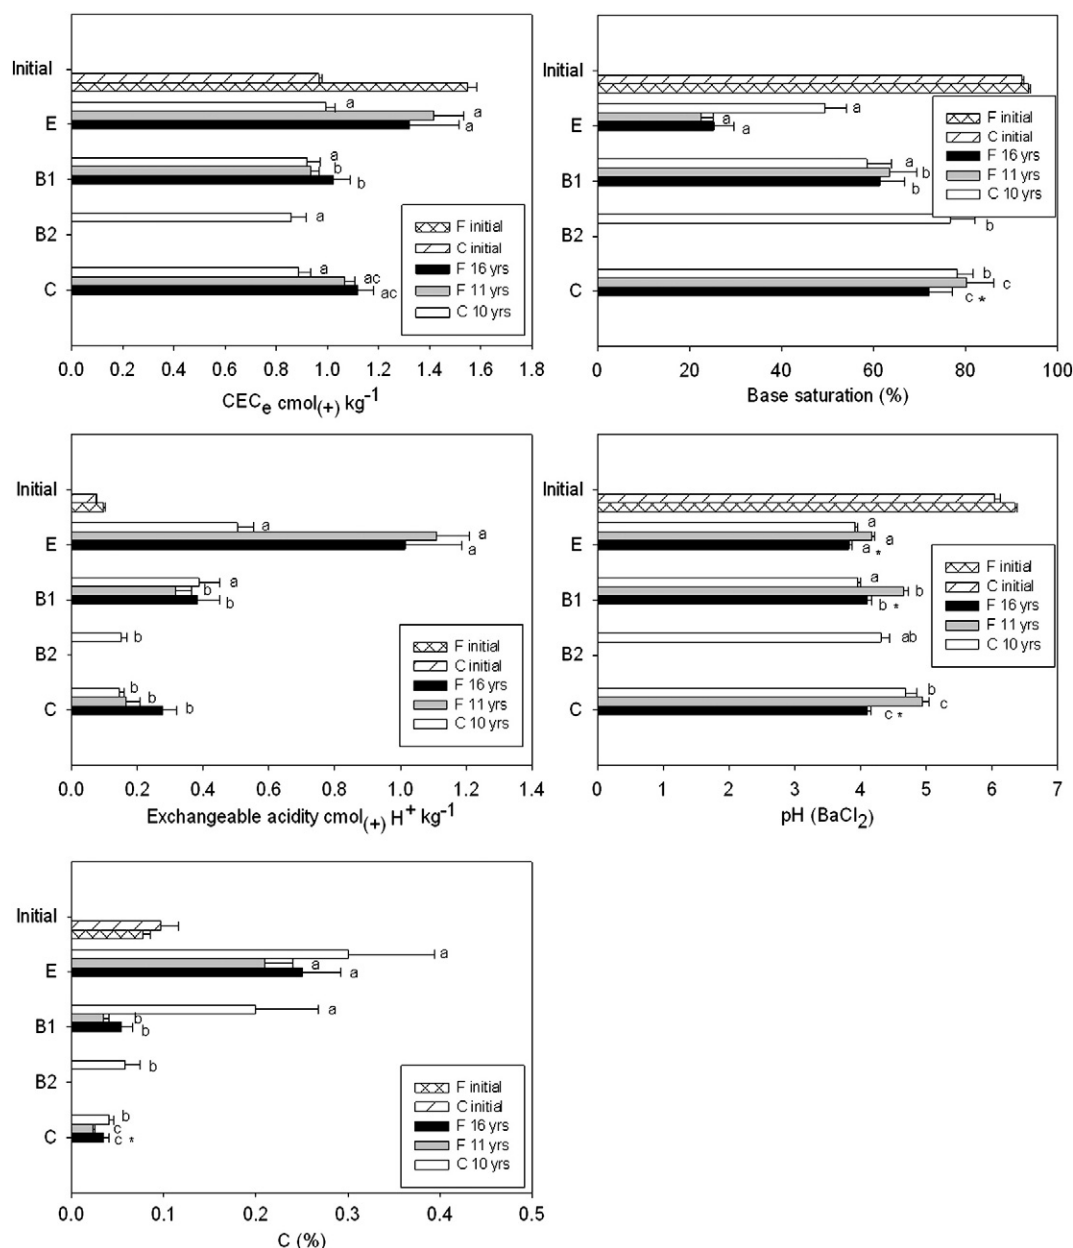 Initial
a
E a
a
a
B1 b
b
B2 a
a
C ac
ac
F initial
C initial
F 16 yrs
F 11 yrs
C 10 yrs
0.0 0.2 0.4 0.6 0.8 1.0 1.2 1.4 1.6 1.8
CECₑ cmol₍₊₎ kg⁻¹
Initial
a
E a
a
a
B1 b
b
B2 b
b
C c
c *
F initial
C initial
F 16 yrs
F 11 yrs
C 10 yrs
0 20 40 60 80 100
Base saturation (%)
Initial
a
E a
a
a
B1 b
b
B2 b
b
C b
b
F initial
C initial
F 16 yrs
F 11 yrs
C 10 yrs
0.0 0.2 0.4 0.6 0.8 1.0 1.2 1.4
Exchangeable acidity cmol₍₊₎ H⁺ kg⁻¹
Initial
a
E a
a *
a
B1 b
b *
B2 ab
b
C c
c *
F initial
C initial
F 16 yrs
F 11 yrs
C 10 yrs
0 1 2 3 4 5 6 7
pH (BaCl₂)
Initial
a
E a
a
a
B1 b
b
B2 b
b
C c
c *
F initial
C initial
F 16 yrs
F 11 yrs
C 10 yrs
0.0 0.1 0.2 0.3 0.4 0.5
C (%)